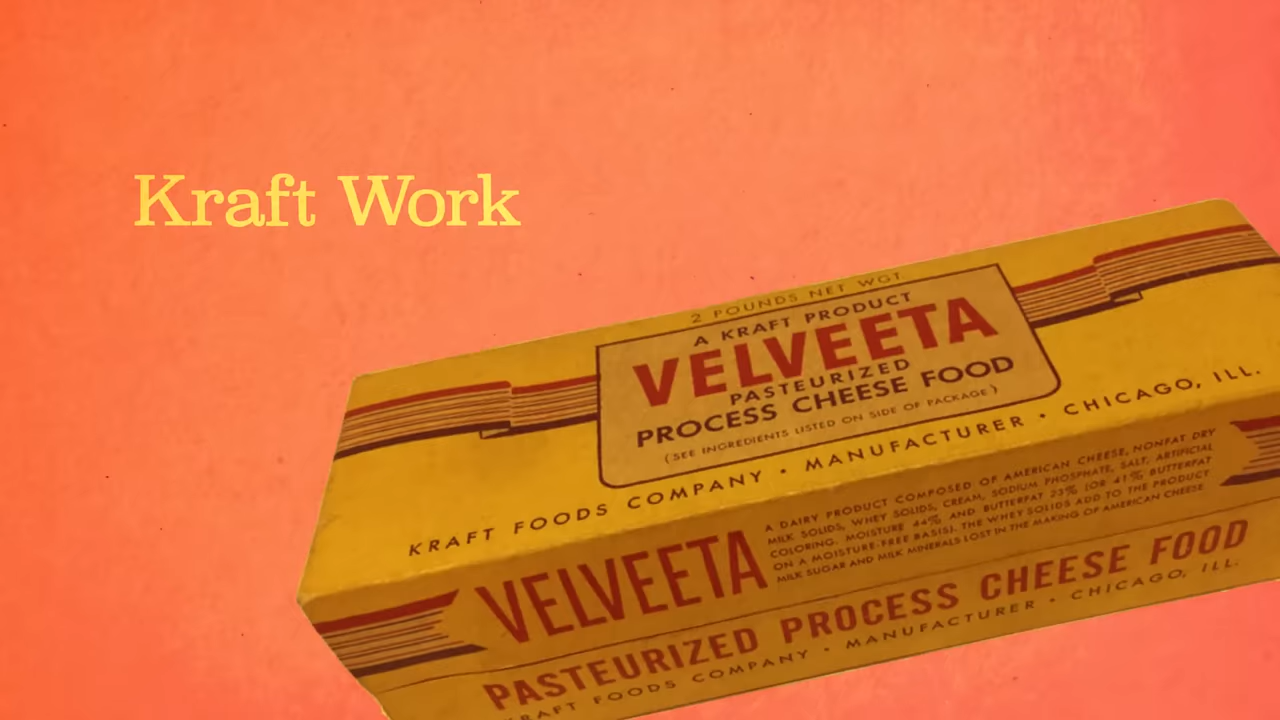 Kraft Work
2 POUNDS NET WGT.
A KRAFT PRODUCT
VELVEETA
PASTEURIZED
PROCESS CHEESE FOOD
(SEE INGREDIENTS LISTED ON SIDE OF PACKAGE)
KRAFT FOODS COMPANY • MANUFACTURER • CHICAGO, ILL.
VELVEETA
A DAIRY PRODUCT COMPOSED OF AMERICAN CHEESE, NONFAT DRY
MILK SOLIDS, WHEY SOLIDS, CREAM, SODIUM PHOSPHATE, SALT, ARTIFICIAL
COLORING. MOISTURE 44% AND BUTTERFAT 23% (OR 41% BUTTERFAT
ON A MOISTURE-FREE BASIS). THE WHEY SOLIDS ADD TO THE PRODUCT
MILK SUGAR AND MILK MINERALS LOST IN THE MAKING OF AMERICAN CHEESE
PASTEURIZED PROCESS CHEESE FOOD
KRAFT FOODS COMPANY • MANUFACTURER • CHICAGO, ILL.